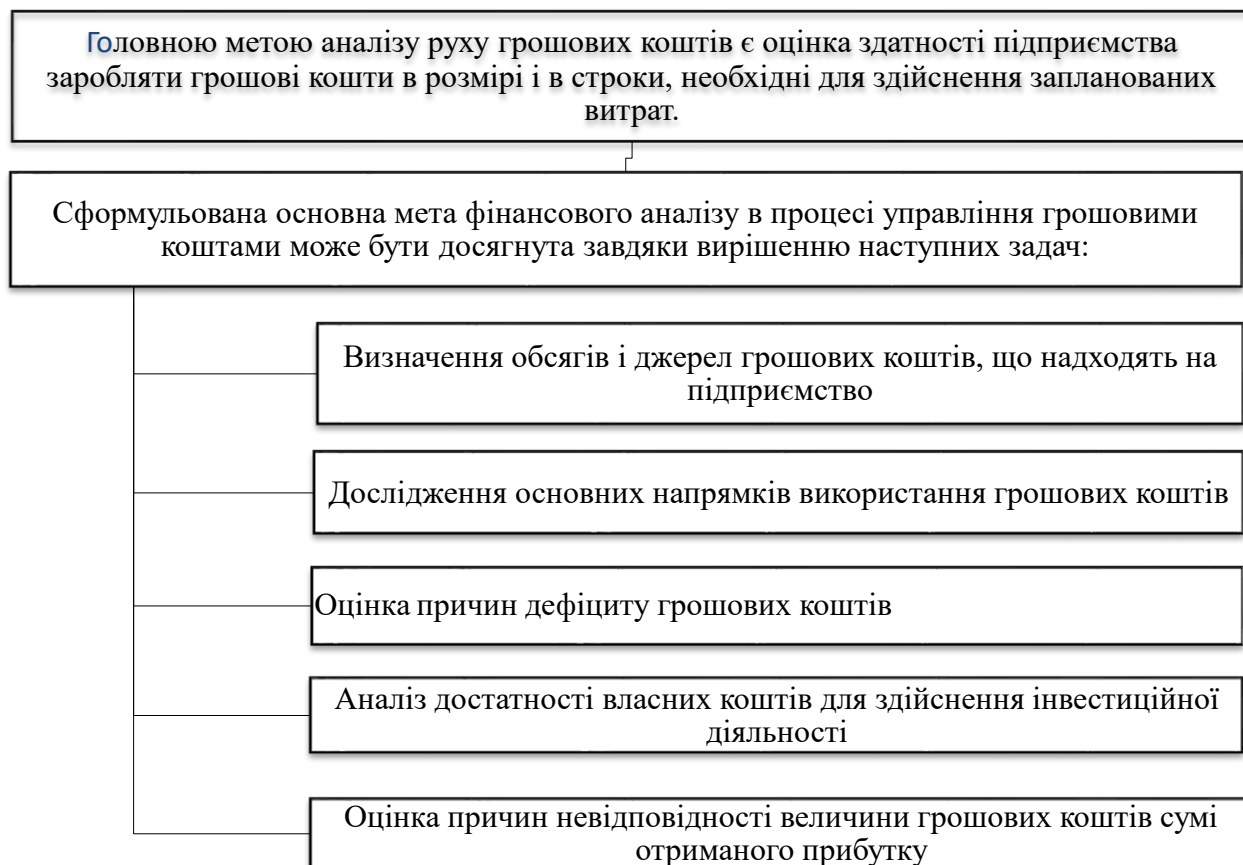 Головною метою аналізу руху грошових коштів є оцінка здатності підприємства
заробляти грошові кошти в розмірі і в строки, необхідні для здійснення запланованих
витрат.
Сформульована основна мета фінансового аналізу в процесі управління грошовими
коштами може бути досягнута завдяки вирішенню наступних задач:
Визначення обсягів і джерел грошових коштів, що надходять на
підприємство
Дослідження основних напрямків використання грошових коштів
Оцінка причин дефіциту грошових коштів
Аналіз достатності власних коштів для здійснення інвестиційної
діяльності
Оцінка причин невідповідності величини грошових коштів сумі
отриманого прибутку